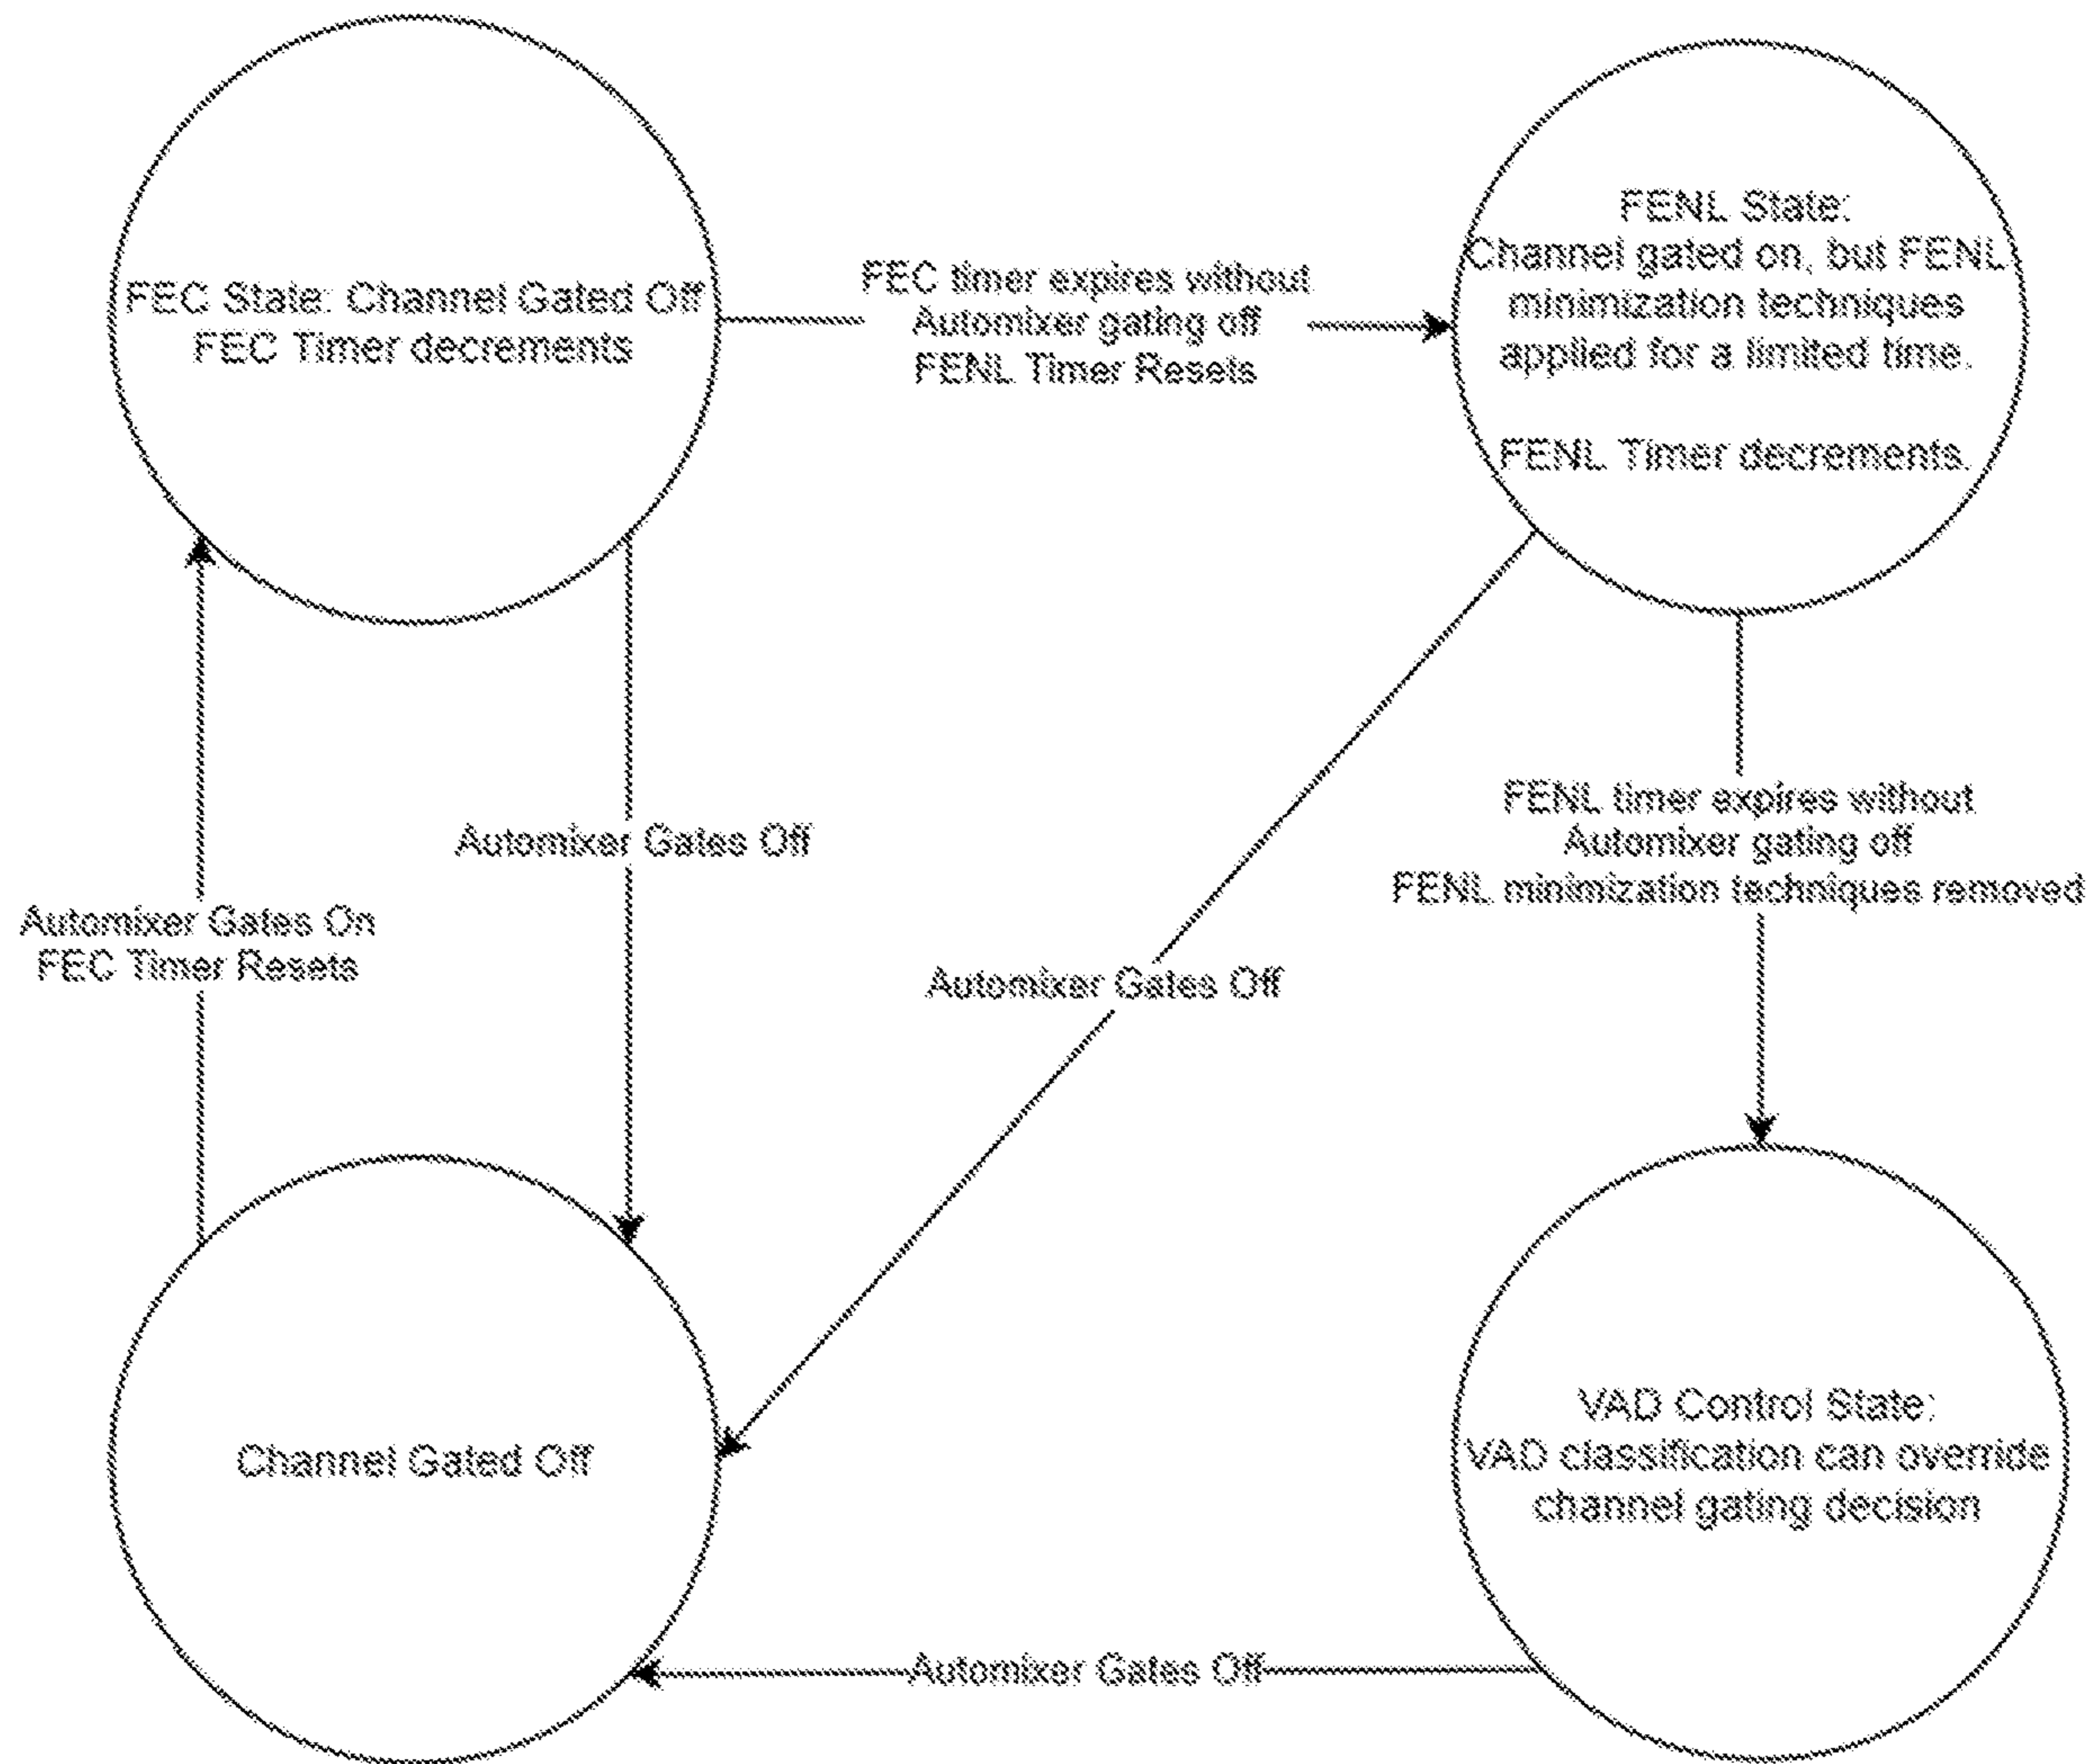 FEC State: Channel Gated Off
FEC Timer decrements
FEC timer expires without
Automixer gating off
FENL Timer Resets
FENL State:
Channel gated on, but FENL
minimization techniques
applied for a limited time.
FENL Timer decrements.
Automixer Gates On
FEC Timer Resets
Automixer Gates Off
Automixer Gates Off
FENL timer expires without
Automixer gating off
FENL minimization techniques removed
Channel Gated Off
VAD Control State:
VAD classification can override
channel gating decision
Automixer Gates Off